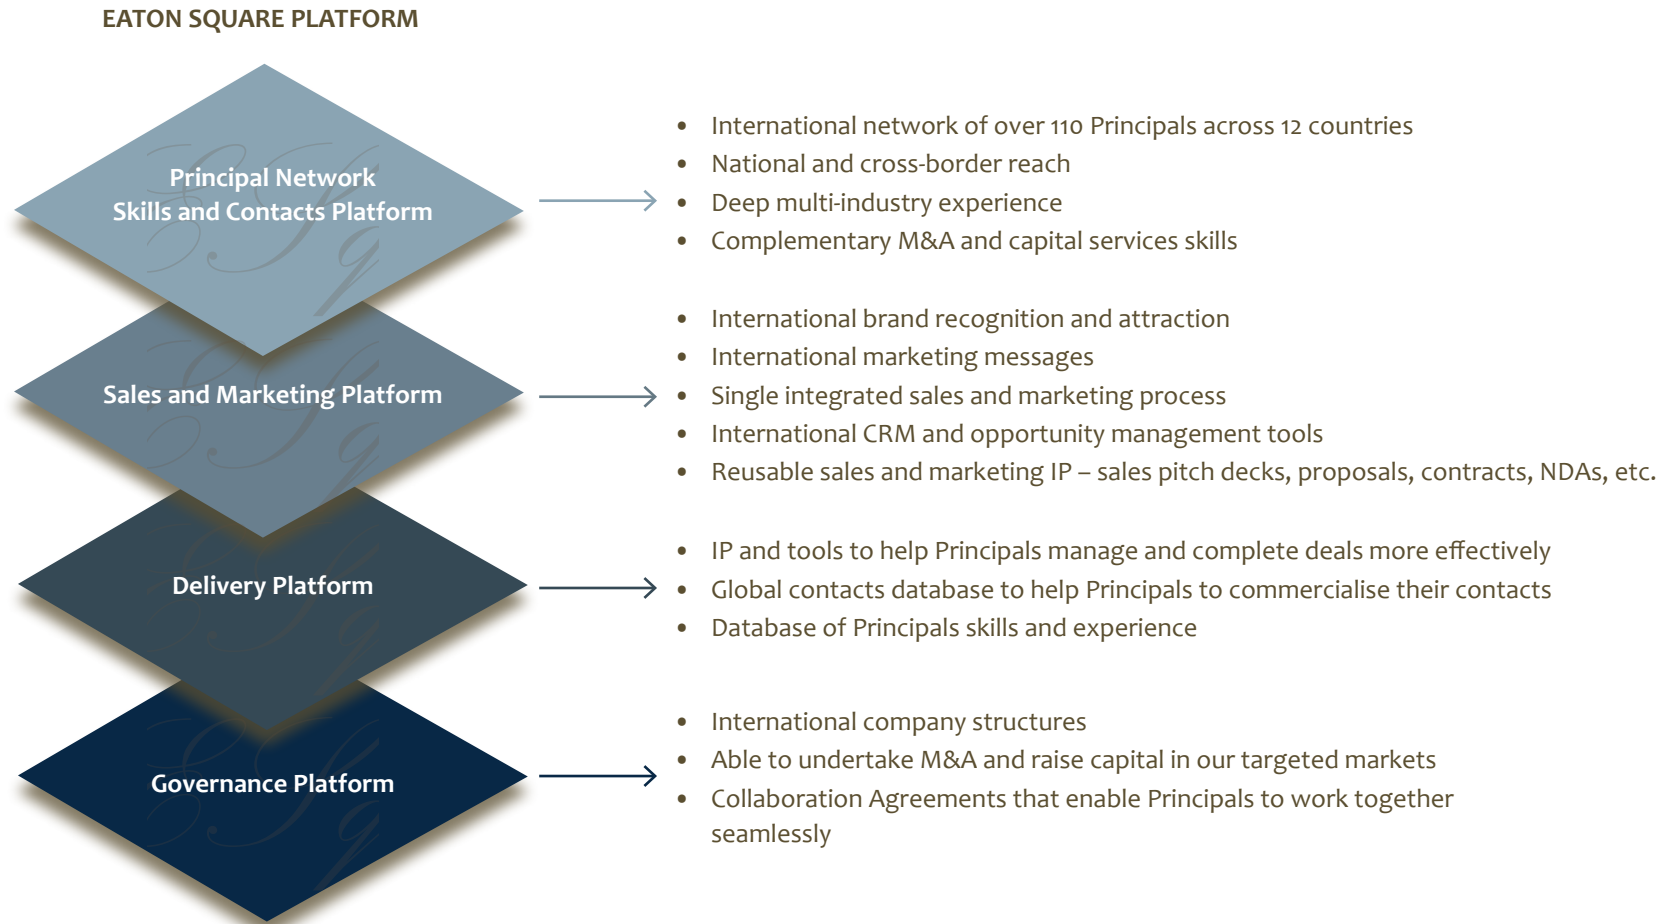 EATON SQUARE PLATFORM
Principal Network
Skills and Contacts Platform
• International network of over 110 Principals across 12 countries
• National and cross-border reach
• Deep multi-industry experience
• Complementary M&A and capital services skills
Sales and Marketing Platform
• International brand recognition and attraction
• International marketing messages
• Single integrated sales and marketing process
• International CRM and opportunity management tools
• Reusable sales and marketing IP – sales pitch decks, proposals, contracts, NDAs, etc.
Delivery Platform
• IP and tools to help Principals manage and complete deals more effectively
• Global contacts database to help Principals to commercialise their contacts
• Database of Principals skills and experience
Governance Platform
• International company structures
• Able to undertake M&A and raise capital in our targeted markets
• Collaboration Agreements that enable Principals to work together
seamlessly